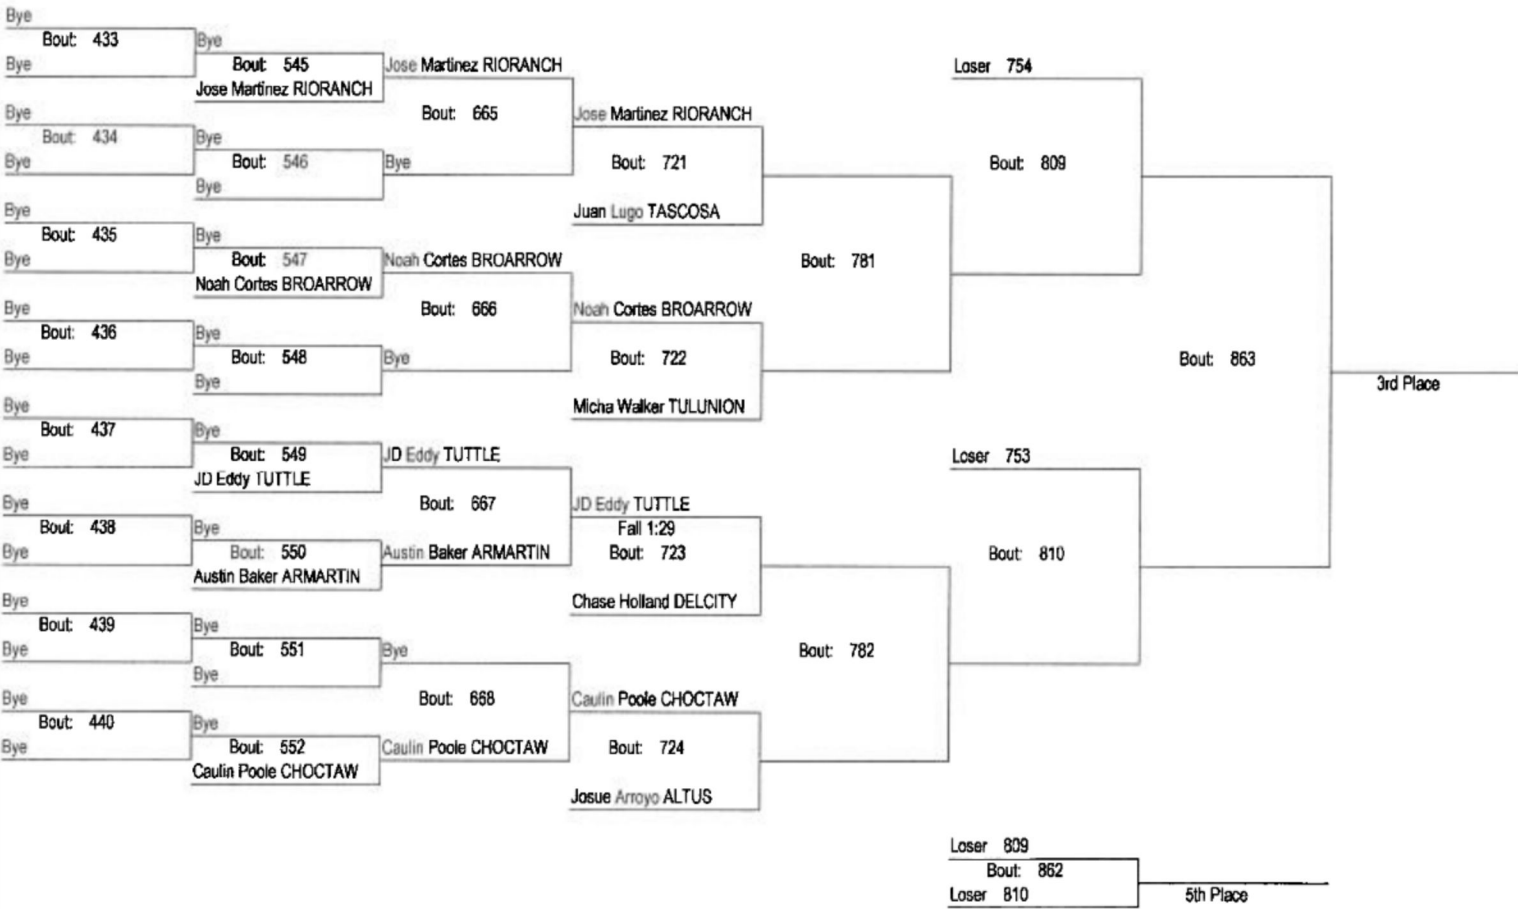 Bye
Bout: 433
Bye
Bye
Bout: 545
Jose Martinez RIORANCH
Jose Martinez RIORANCH
Bout: 665
Bye
Bout: 434
Bye
Bye
Bout: 546
Bye
Bye
Jose Martinez RIORANCH
Bout: 721
Juan Lugo TASCOSA
Bye
Bout: 435
Bye
Bye
Bout: 547
Noah Cortes BROARROW
Noah Cortes BROARROW
Bout: 666
Bye
Bout: 436
Bye
Bye
Bout: 548
Bye
Bye
Noah Cortes BROARROW
Bout: 722
Micha Walker TULUNION
Bout: 781
Bye
Bout: 437
Bye
Bye
Bout: 549
JD Eddy TUTTLE
JD Eddy TUTTLE
Bout: 667
Bye
Bout: 438
Bye
Bye
Bout: 550
Austin Baker ARMARTIN
Austin Baker ARMARTIN
JD Eddy TUTTLE
Fall 1:29
Bout: 723
Chase Holland DELCITY
Bye
Bout: 439
Bye
Bye
Bout: 551
Bye
Bye
Bout: 668
Bye
Bout: 440
Bye
Bye
Bout: 552
Caulin Poole CHOCTAW
Caulin Poole CHOCTAW
Caulin Poole CHOCTAW
Bout: 724
Josue Arroyo ALTUS
Bout: 782
Loser 754
Bout: 809
Loser 753
Bout: 810
Bout: 863
3rd Place
Loser 809
Bout: 862
Loser 810
5th Place